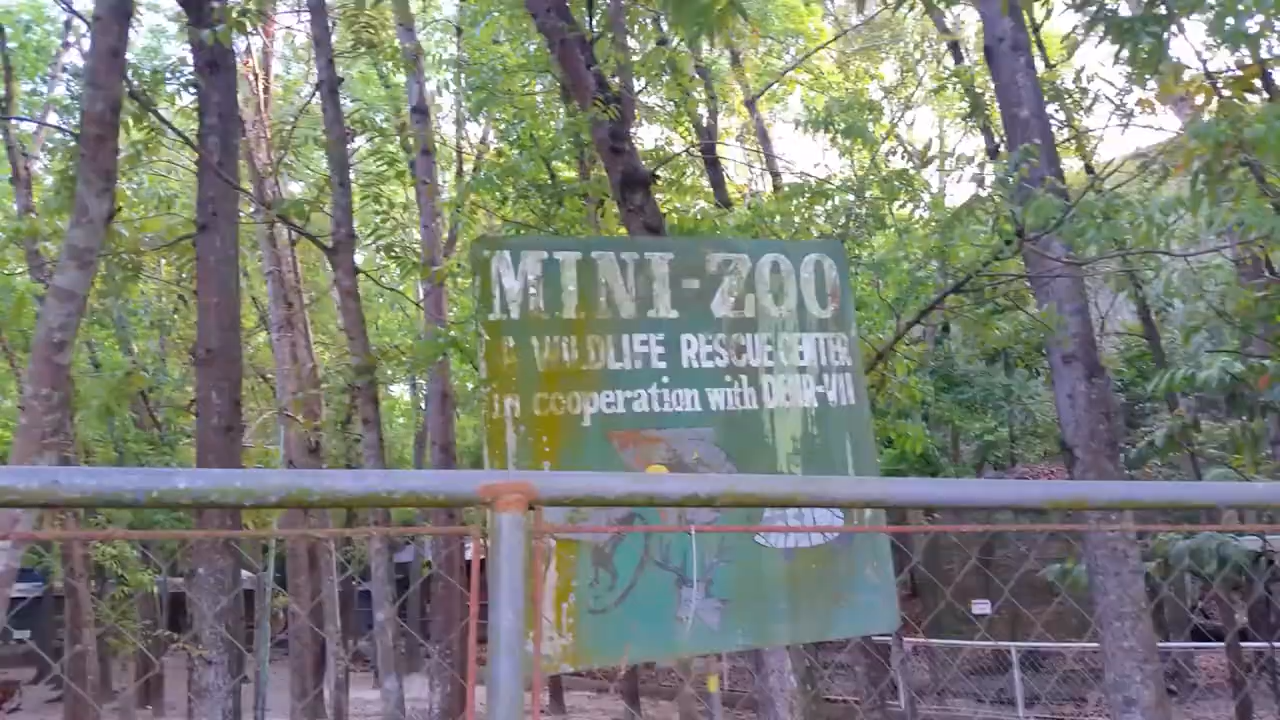 MINI-ZOO
A WILDLIFE RESCUE CENTER
in cooperation with DENR-VII